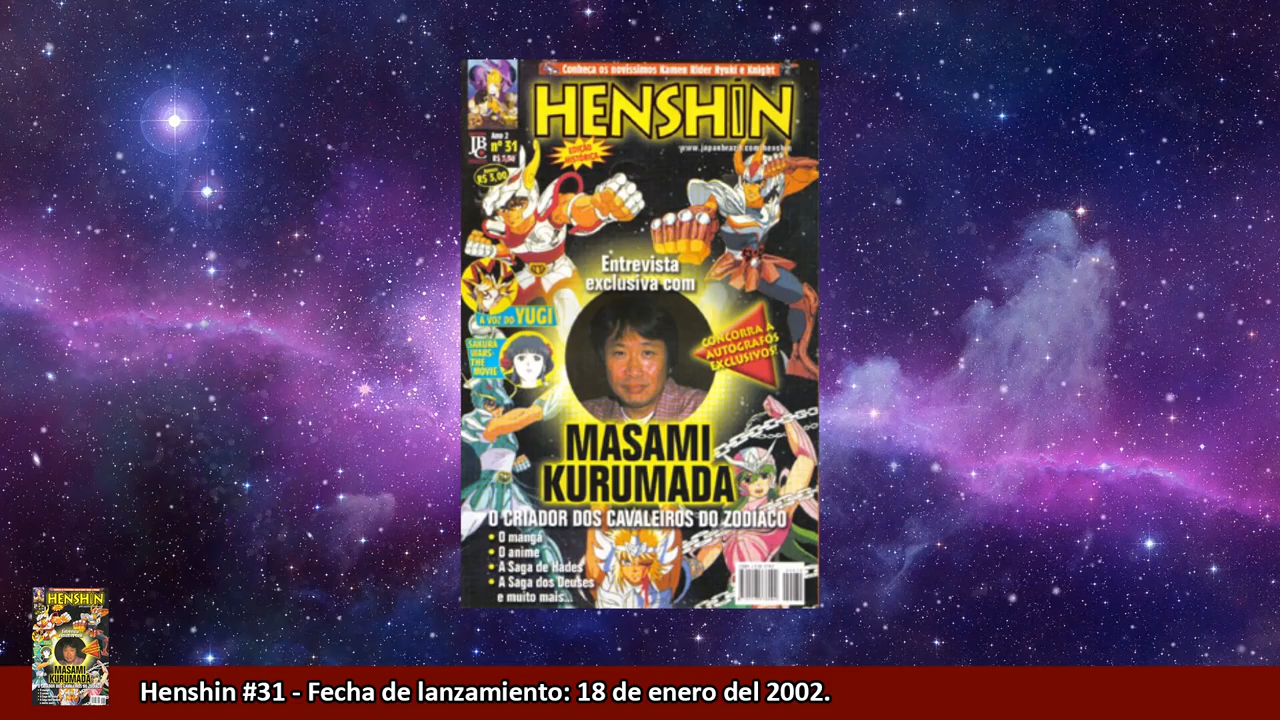 Conheça os novíssimos Kamen Rider Ryuki e Knight
HENSHIN
www.japanbrazil.com/henshin
JBC
Ano 2
nº 31
EDIÇÃO
HISTÓRICA
R$ 5,00
Entrevista
exclusiva com
A VOZ DO YUGI
SAKURA
WARS-
THE
MOVIE
CONCORRA A
AUTÓGRAFOS
EXCLUSIVOS!
MASAMI
KURUMADA
O CRIADOR DOS CAVALEIROS DO ZODÍACO
• O mangá
• O anime
• A Saga de Hades
• A Saga dos Deuses
e muito mais...
HENSHIN
MASAMI
KURUMADA
Henshin #31 - Fecha de lanzamiento: 18 de enero del 2002.